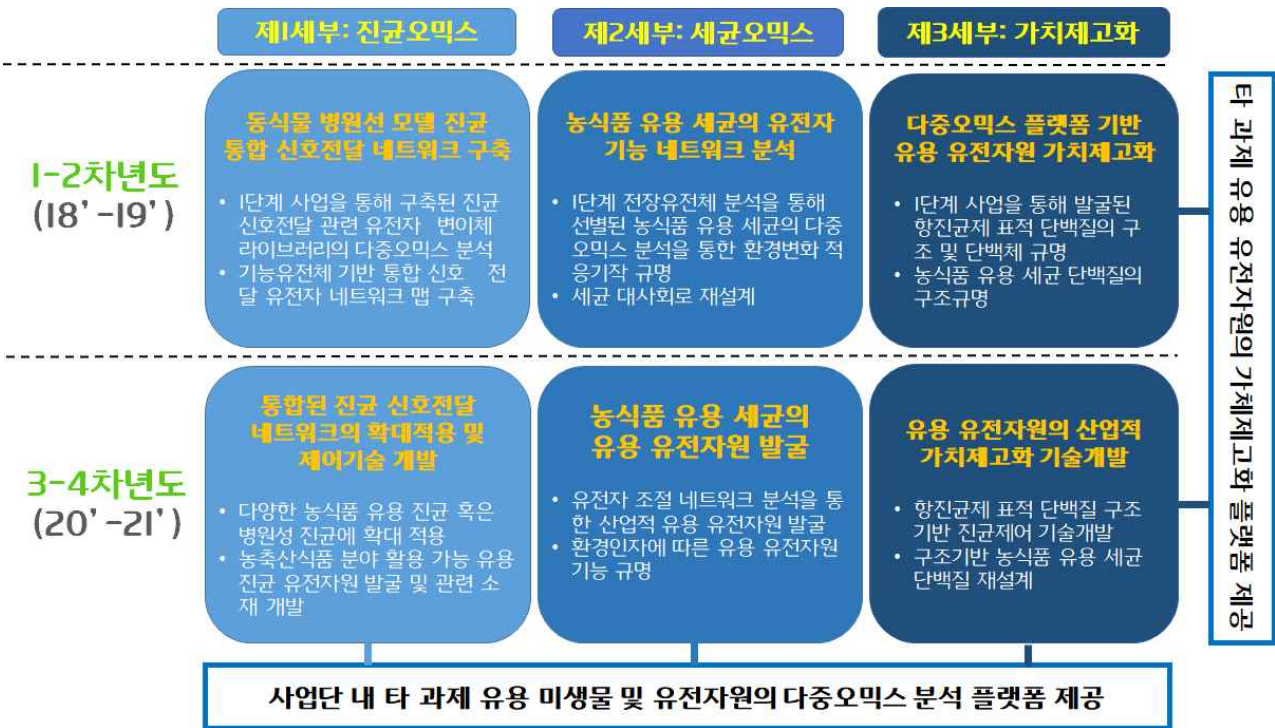 제1세부: 진균오믹스
제2세부: 세균오믹스
제3세부: 가치제고화
1-2차년도
(18'-19')
동식물 병원선 모델 진균
통합 신호전달 네트워크 구축
• 1단계 사업을 통해 구축된 진균
신호전달 관련 유전자 변이체
라이브러리의 다중오믹스 분석
• 기능유전체 기반 통합 신호 전
달 유전자 네트워크 맵 구축
농식품 유용 세균의 유전자
기능 네트워크 분석
• 1단계 전장유전체 분석을 통해
선별된 농식품 유용 세균의 다중
오믹스 분석을 통한 환경변화 적
응기작 규명
• 세균 대사회로 재설계
다중오믹스 플랫폼 기반
유용 유전자원 가치제고화
• 1단계 사업을 통해 발굴된
항진균제 표적 단백질의 구
조 및 단백체 규명
• 농식품 유용 세균 단백질의
구조규명
3-4차년도
(20'-21')
통합된 진균 신호전달
네트워크의 확대적용 및
제어기술 개발
• 다양한 농식품 유용 진균 혹은
병원성 진균에 확대 적용
• 농축산식품 분야 활용 가능 유용
진균 유전자원 발굴 및 관련 소
재 개발
농식품 유용 세균의
유용 유전자원 발굴
• 유전자 조절 네트워크 분석을 통
한 산업적 유용 유전자원 발굴
• 환경인자에 따른 유용 유전자원
기능 규명
유용 유전자원의 산업적
가치제고화 기술개발
• 항진균제 표적 단백질 구조
기반 진균제어 기술개발
• 구조기반 농식품 유용 세균
단백질 재설계
타 과제 유용 유전자원의 가체제고화 플랫폼 제공
사업단 내 타 과제 유용 미생물 및 유전자원의 다중오믹스 분석 플랫폼 제공